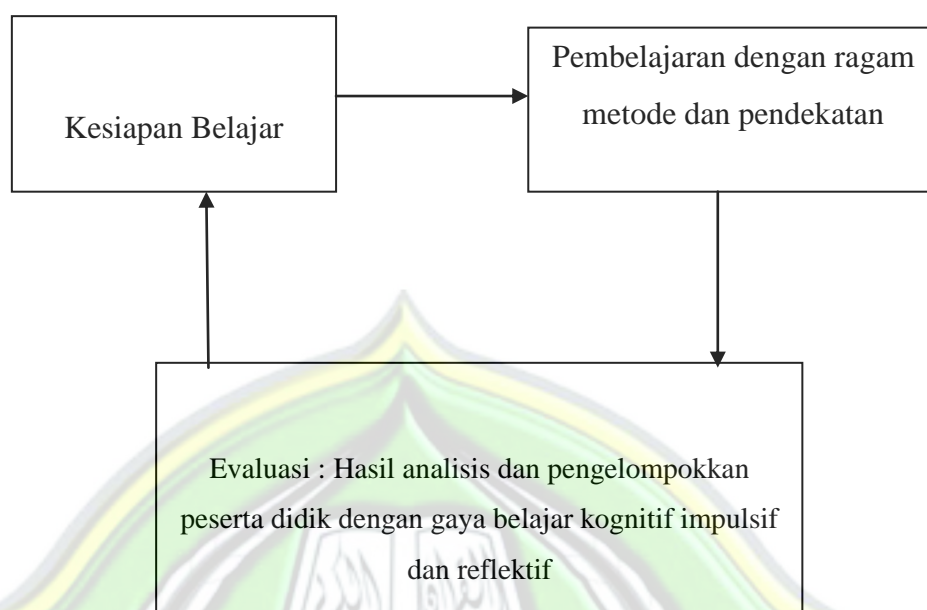 Kesiapan Belajar
Pembelajaran dengan ragam
metode dan pendekatan
Evaluasi : Hasil analisis dan pengelompokkan
peserta didik dengan gaya belajar kognitif impulsif
dan reflektif